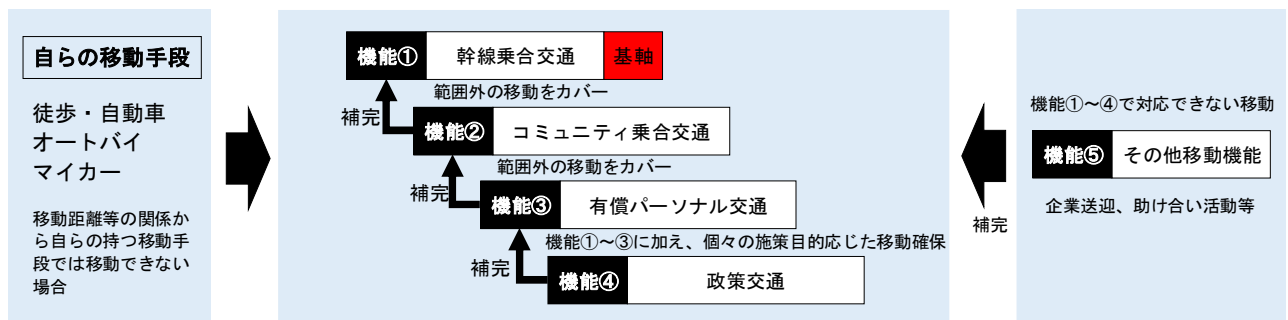 自らの移動手段
徒歩・自動車
オートバイ
マイカー
移動距離等の関係か
ら自らの持つ移動手
段では移動できない
場合
機能① 幹線乗合交通 基軸
範囲外の移動をカバー
補完
機能② コミュニティ乗合交通
範囲外の移動をカバー
補完
機能③ 有償パーソナル交通
機能①～③に加え、個々の施策目的応じた移動確保
補完
機能④ 政策交通
機能①～④で対応できない移動
機能⑤ その他移動機能
企業送迎、助け合い活動等
補完